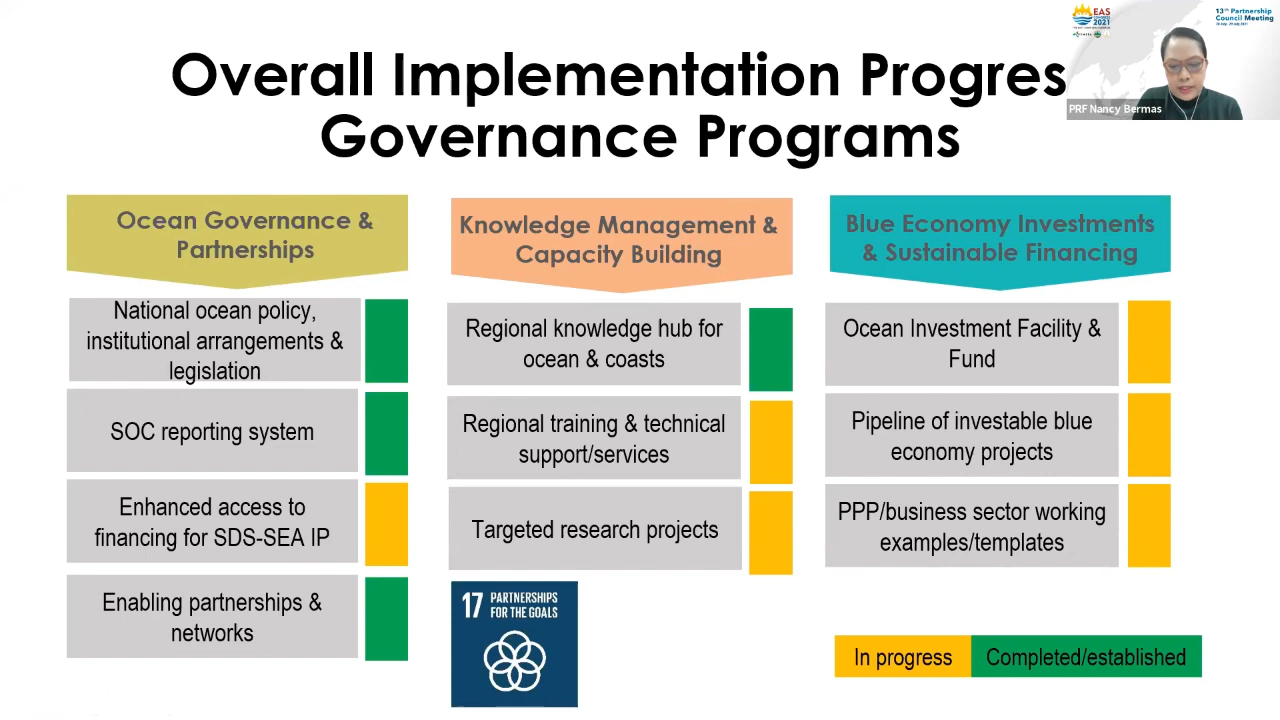 Overall Implementation Progres
Governance Programs
EAS
CONGRESS
2021
13th Partnership
Council Meeting
PRF Nancy Bermas
Ocean Governance &
Partnerships
National ocean policy,
institutional arrangements &
legislation
SOC reporting system
Enhanced access to
financing for SDS-SEA IP
Enabling partnerships &
networks
Knowledge Management &
Capacity Building
Regional knowledge hub for
ocean & coasts
Regional training & technical
support/services
Targeted research projects
17 PARTNERSHIPS
FOR THE GOALS
Blue Economy Investments
& Sustainable Financing
Ocean Investment Facility &
Fund
Pipeline of investable blue
economy projects
PPP/business sector working
examples/templates
In progress
Completed/established